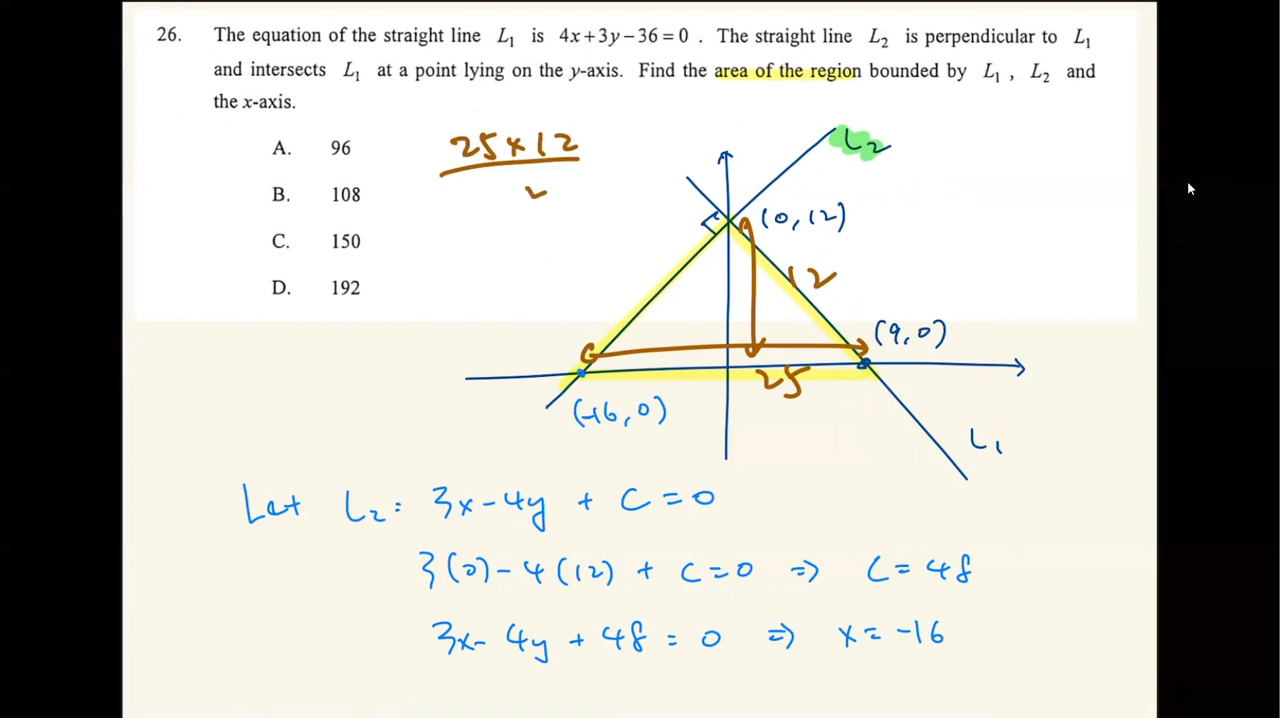 26. The equation of the straight line L₁ is 4x+3y−36=0 . The straight line L₂ is perpendicular to L₁
and intersects L₁ at a point lying on the y-axis. Find the area of the region bounded by L₁ , L₂ and
the x-axis.
A. 96
B. 108
C. 150
D. 192
25×12
2
L₂
(0,12)
12
(9,0)
25
(-16,0)
L₁
Let L₂: 3x-4y + C = 0
3(0)-4(12) + C = 0 => C = 48
3x-4y + 48 = 0 => x = -16